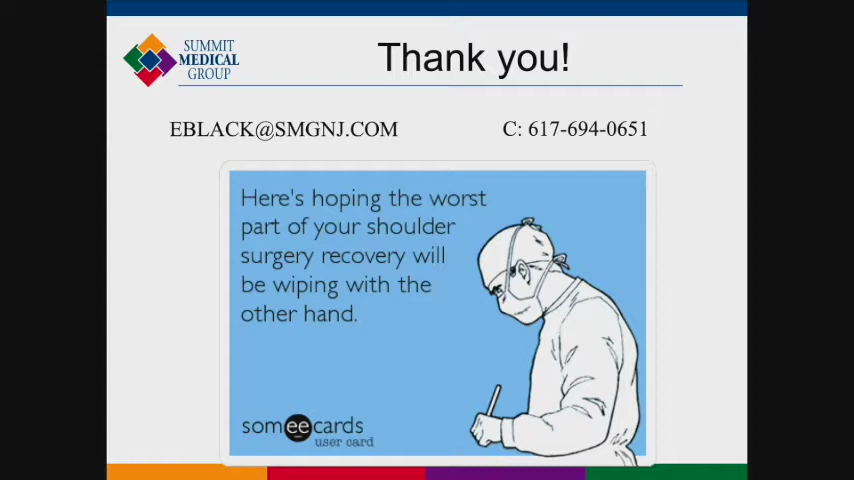 SUMMIT
MEDICAL
GROUP
Thank you!
EBLACK@SMGNJ.COM
C: 617-694-0651
Here's hoping the worst
part of your shoulder
surgery recovery will
be wiping with the
other hand.
someecards
user card